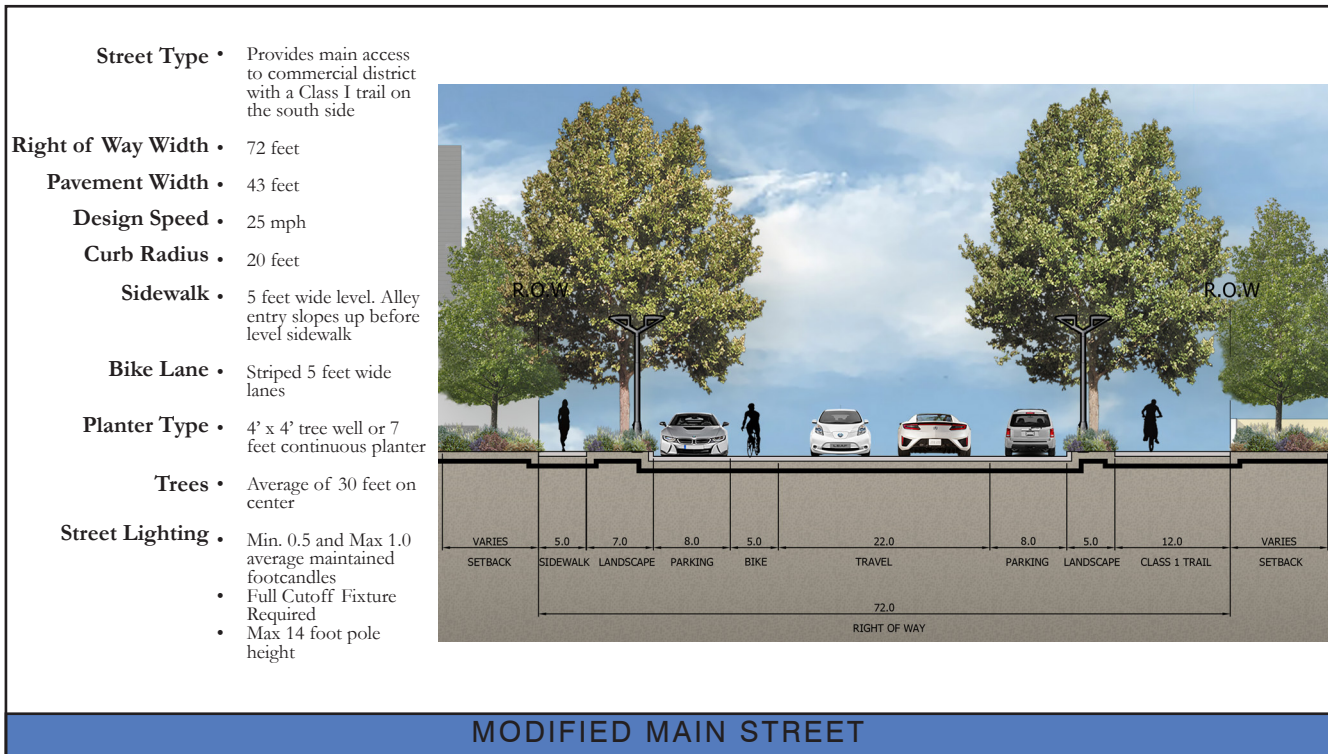 Street Type • Provides main access
to commercial district
with a Class I trail on
the south side
Right of Way Width • 72 feet
Pavement Width • 43 feet
Design Speed • 25 mph
Curb Radius • 20 feet
Sidewalk • 5 feet wide level. Alley
entry slopes up before
level sidewalk
Bike Lane • Striped 5 feet wide
lanes
Planter Type • 4’ x 4’ tree well or 7
feet continuous planter
Trees • Average of 30 feet on
center
Street Lighting • Min. 0.5 and Max 1.0
average maintained
footcandles
• Full Cutoff Fixture
Required
• Max 14 foot pole
height
R.O.W R.O.W
VARIES 5.0 7.0 8.0 5.0 22.0 8.0 5.0 12.0 VARIES
SETBACK SIDEWALK LANDSCAPE PARKING BIKE TRAVEL PARKING LANDSCAPE CLASS 1 TRAIL SETBACK
72.0
RIGHT OF WAY
MODIFIED MAIN STREET